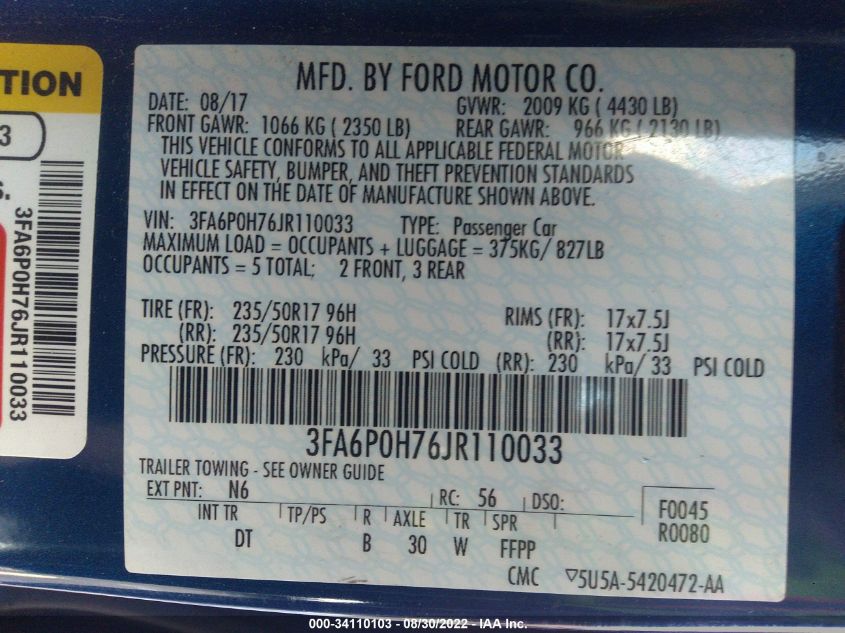 TION
3
S.
3FA6P0H76JR110033
MFD. BY FORD MOTOR CO.
DATE: 08/17 GVWR: 2009 KG ( 4430 LB)
FRONT GAWR: 1066 KG ( 2350 LB) REAR GAWR: 966 KG ( 2130 LB)
THIS VEHICLE CONFORMS TO ALL APPLICABLE FEDERAL MOTOR
VEHICLE SAFETY, BUMPER, AND THEFT PREVENTION STANDARDS
IN EFFECT ON THE DATE OF MANUFACTURE SHOWN ABOVE.
VIN: 3FA6P0H76JR110033 TYPE: Passenger Car
MAXIMUM LOAD = OCCUPANTS + LUGGAGE = 375KG/ 827LB
OCCUPANTS = 5 TOTAL; 2 FRONT, 3 REAR
TIRE (FR): 235/50R17 96H RIMS (FR): 17x7.5J
(RR): 235/50R17 96H (RR): 17x7.5J
PRESSURE (FR): 230 kPa/ 33 PSI COLD (RR): 230 kPa/ 33 PSI COLD
3FA6P0H76JR110033
TRAILER TOWING - SEE OWNER GUIDE
EXT PNT: N6 RC: 56 DSO: F0045
INT TR TP/PS R AXLE TR SPR R0080
DT B 30 W FFPP
CMC ▽5U5A-5420472-AA
000-34110103 - 08/30/2022 - IAA Inc.